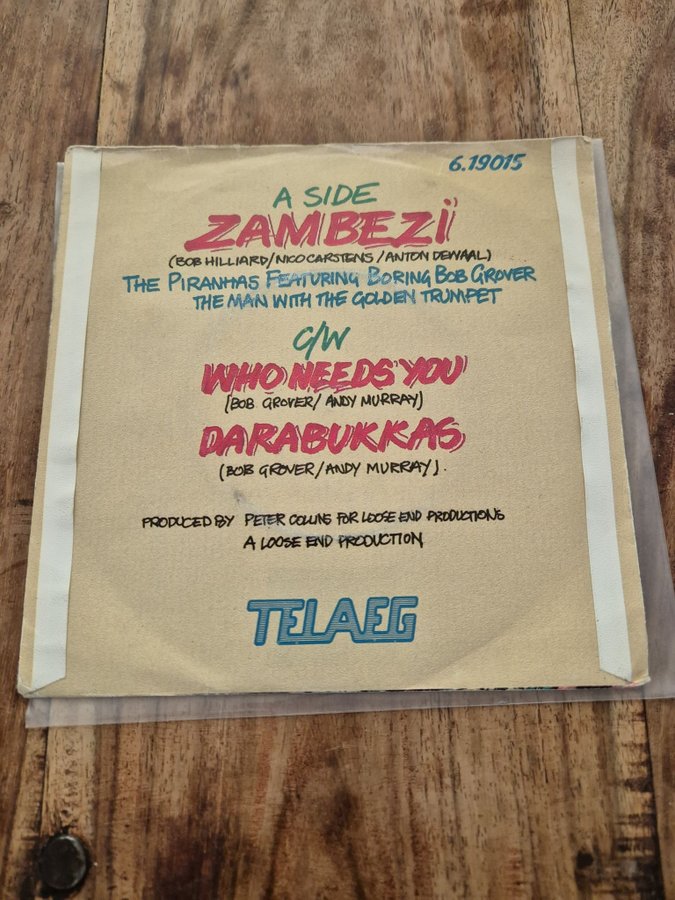 6.19015
A SIDE
ZAMBEZI
(BOB HILLIARD/NICO CARSTENS/ANTON DEWAAL)
THE PIRANHAS FEATURING BORING BOB GROVER
THE MAN WITH THE GOLDEN TRUMPET
C/W
WHO NEEDS YOU
(BOB GROVER/ANDY MURRAY)
DARABUKKAS
(BOB GROVER/ANDY MURRAY).
PRODUCED BY PETER COLLINS FOR LOOSE END PRODUCTIONS
A LOOSE END PRODUCTION
TELAEG